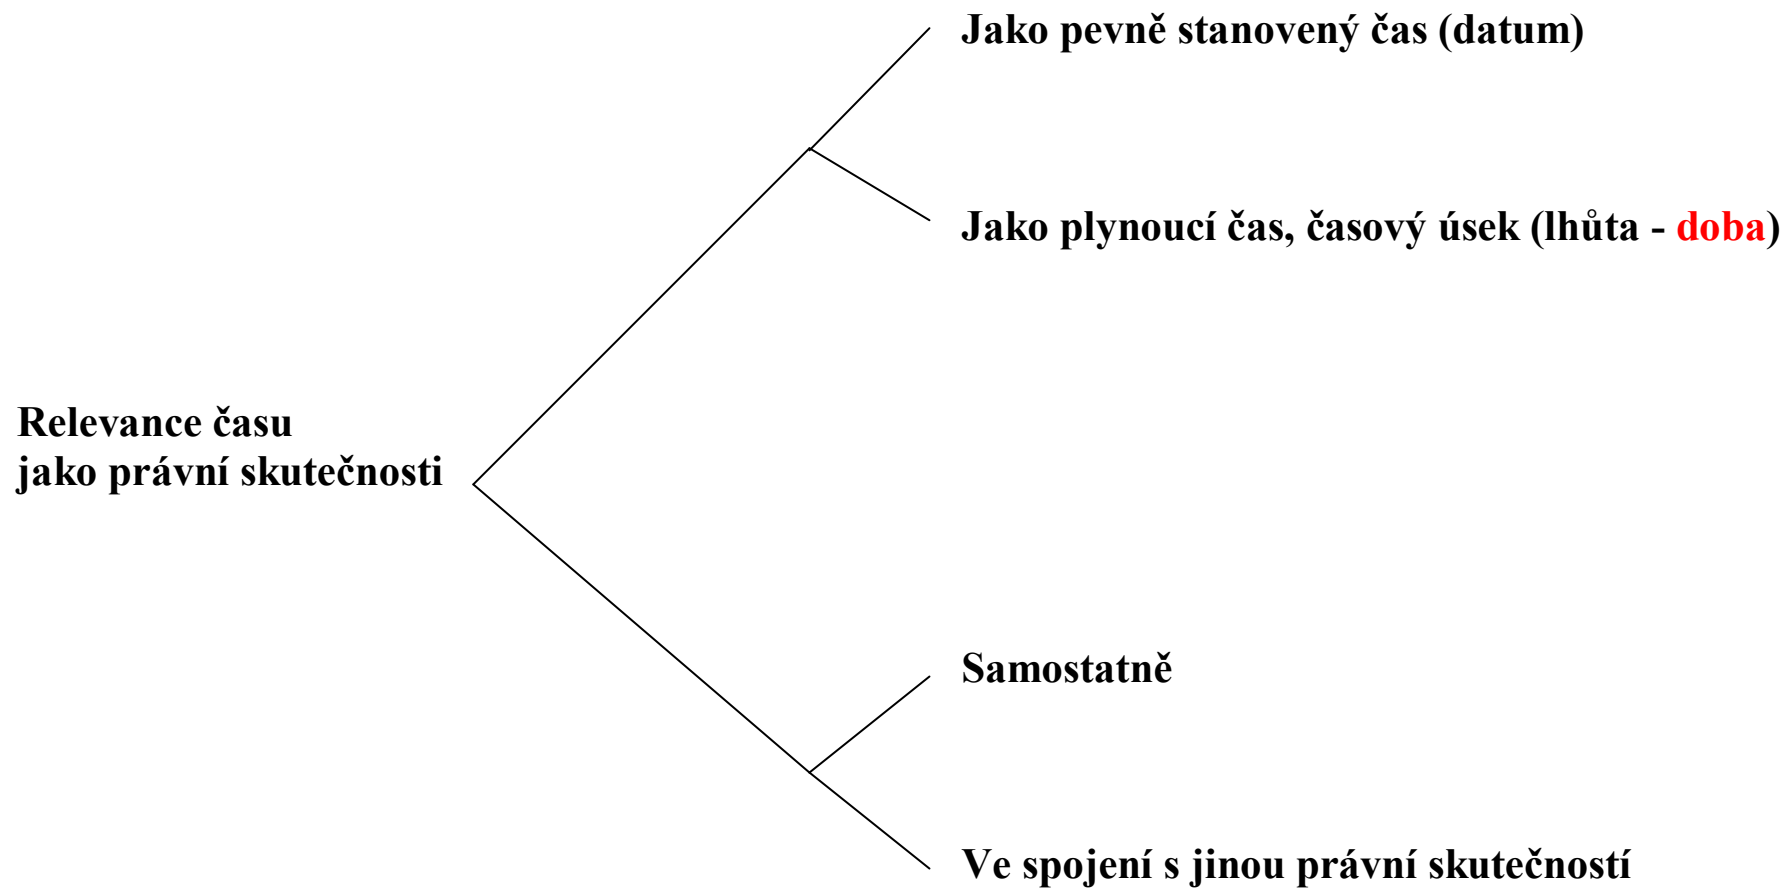 Jako pevně stanovený čas (datum)
Jako plynoucí čas, časový úsek (lhůta - doba)
Relevance času
jako právní skutečnosti
Samostatně
Ve spojení s jinou právní skutečností